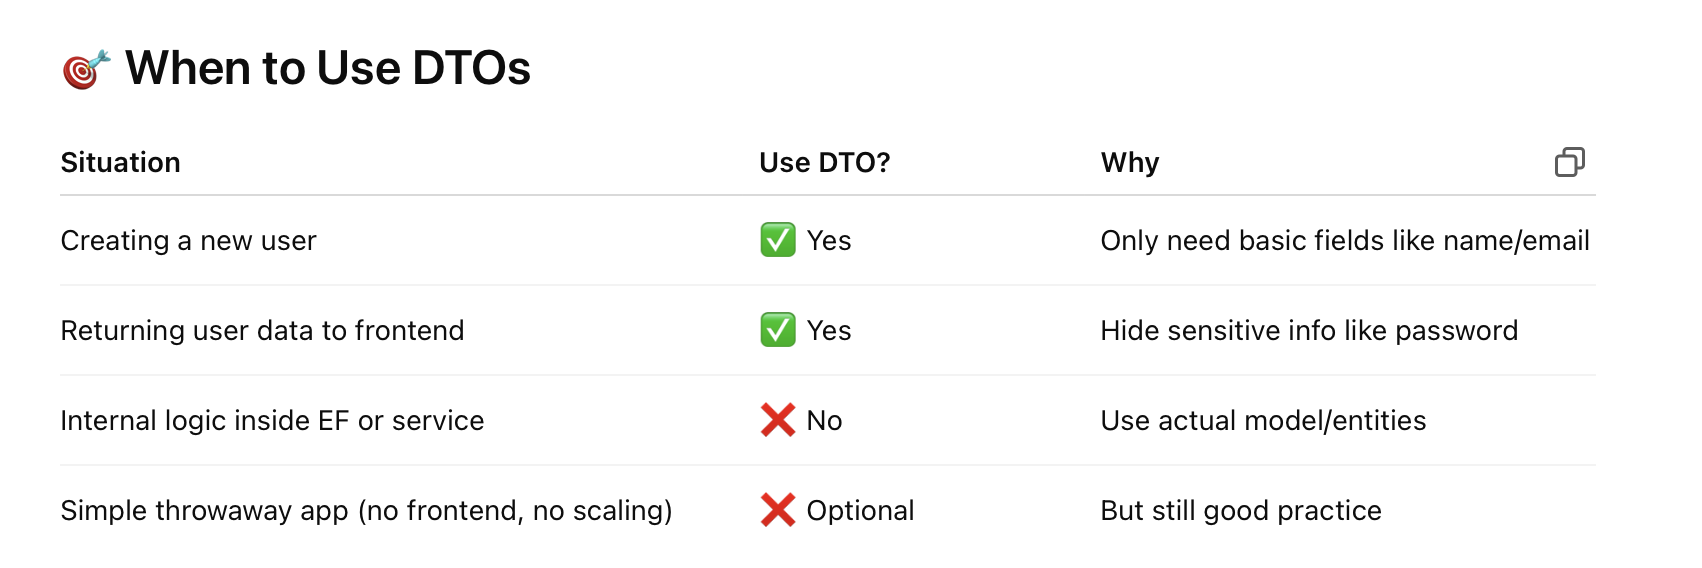 🎯 When to Use DTOs
Situation Use DTO? Why
Creating a new user ✅ Yes Only need basic fields like name/email
Returning user data to frontend ✅ Yes Hide sensitive info like password
Internal logic inside EF or service ❌ No Use actual model/entities
Simple throwaway app (no frontend, no scaling) ❌ Optional But still good practice